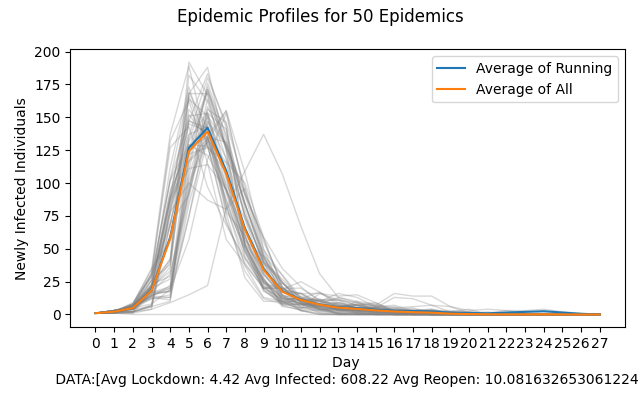 Epidemic Profiles for 50 Epidemics
Newly Infected Individuals
200
175
150
125
100
75
50
25
0
Average of Running
Average of All
0 1 2 3 4 5 6 7 8 9 10 11 12 13 14 15 16 17 18 19 20 21 22 23 24 25 26 27
Day
DATA:[Avg Lockdown: 4.42 Avg Infected: 608.22 Avg Reopen: 10.081632653061224